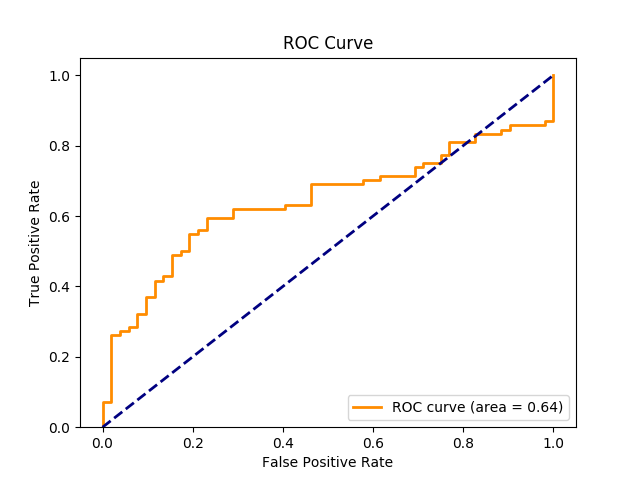 ROC Curve
True Positive Rate
1.0
0.8
0.6
0.4
0.2
0.0
0.0 0.2 0.4 0.6 0.8 1.0
False Positive Rate
ROC curve (area = 0.64)